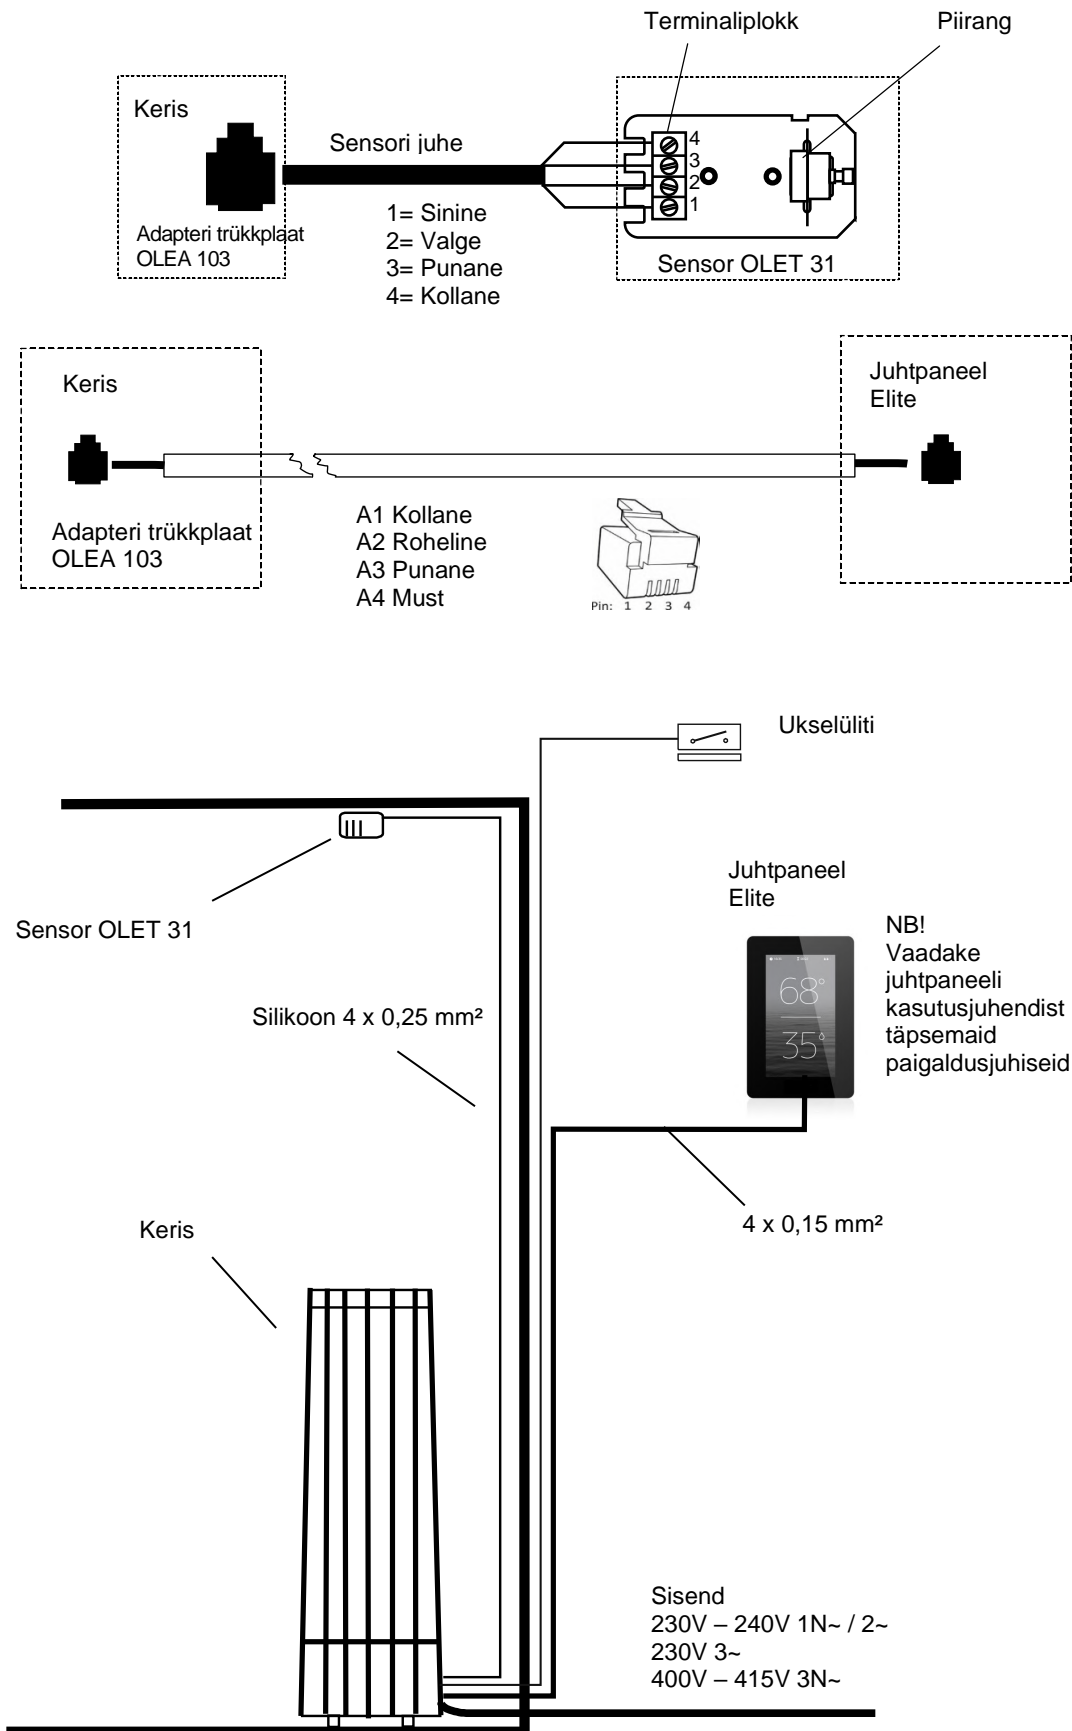 Terminaliplokk
Piirang
Keris
Sensori juhe
4
3
2
1
Adapteri trükkplaat
OLEA 103
1= Sinine
2= Valge
3= Punane
4= Kollane
Sensor OLET 31
Keris
Juhtpaneel
Elite
Adapteri trükkplaat
OLEA 103
A1 Kollane
A2 Roheline
A3 Punane
A4 Must
Pin: 1 2 3 4
Ukselüliti
Sensor OLET 31
Juhtpaneel
Elite
NB!
Vaadake
juhtpaneeli
kasutusjuhendist
täpsemaid
paigaldusjuhiseid
68°
35°
Silikoon 4 x 0,25 mm²
4 x 0,15 mm²
Keris
Sisend
230V – 240V 1N~ / 2~
230V 3~
400V – 415V 3N~